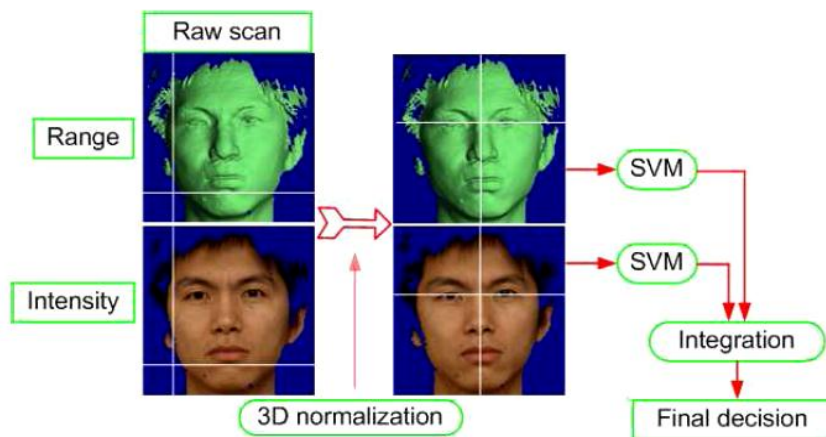 Raw scan
Range
SVM
SVM
Intensity
Integration
3D normalization
Final decision